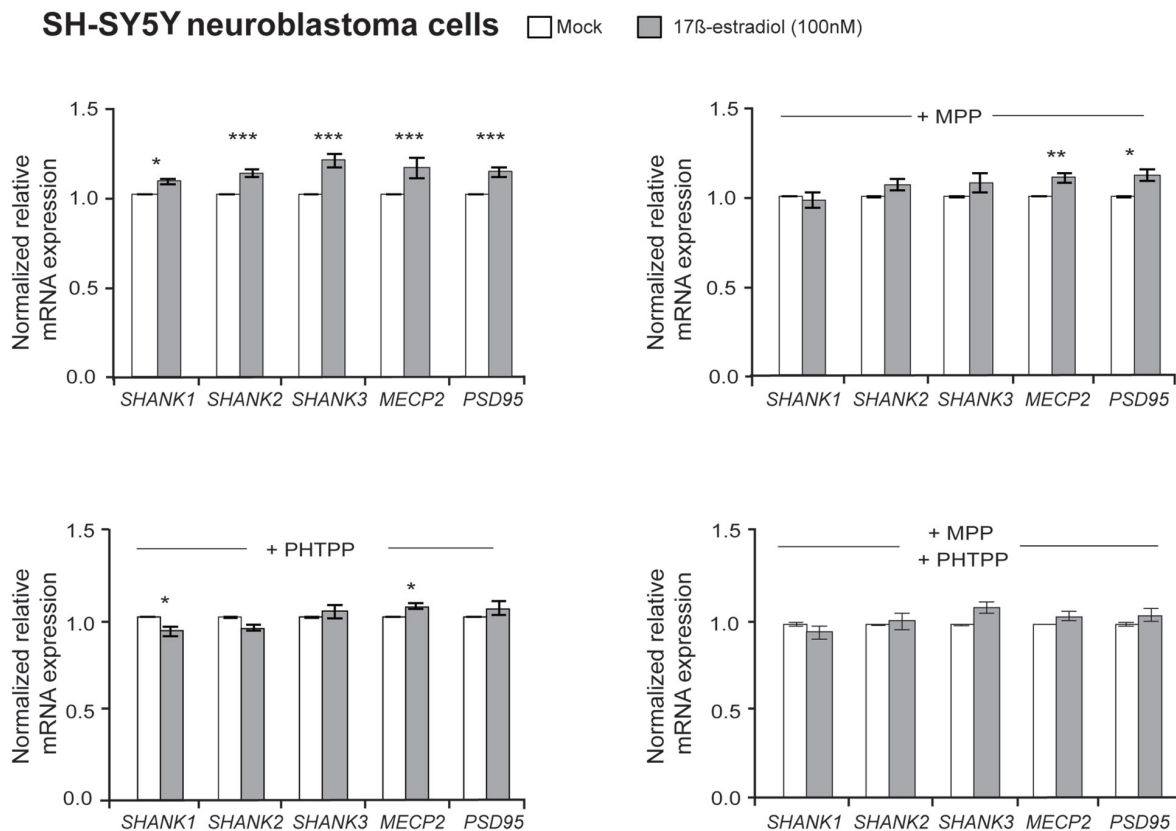 SH-SY5Y neuroblastoma cells
Mock
17ß-estradiol (100nM)
Normalized relative
mRNA expression
1.5
1.0
0.5
0.0
*
***
***
***
***
SHANK1
SHANK2
SHANK3
MECP2
PSD95
Normalized relative
mRNA expression
1.5
1.0
0.5
0.0
+ MPP
**
*
SHANK1
SHANK2
SHANK3
MECP2
PSD95
Normalized relative
mRNA expression
1.5
1.0
0.5
0.0
+ PHTPP
*
*
SHANK1
SHANK2
SHANK3
MECP2
PSD95
Normalized relative
mRNA expression
1.5
1.0
0.5
0.0
+ MPP
+ PHTPP
SHANK1
SHANK2
SHANK3
MECP2
PSD95